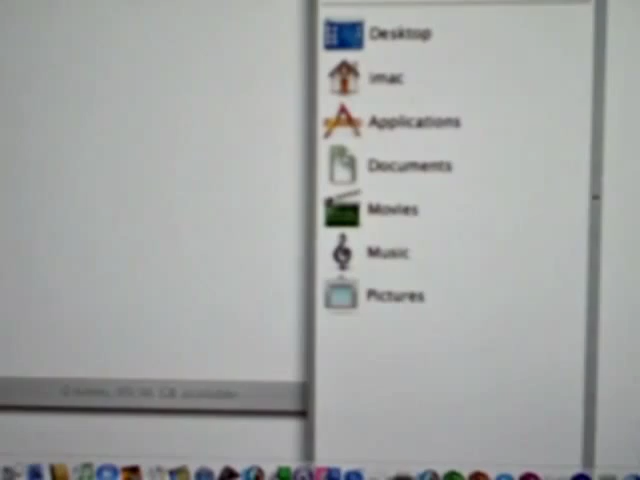 Desktop
imac
Applications
Documents
Movies
Music
Pictures